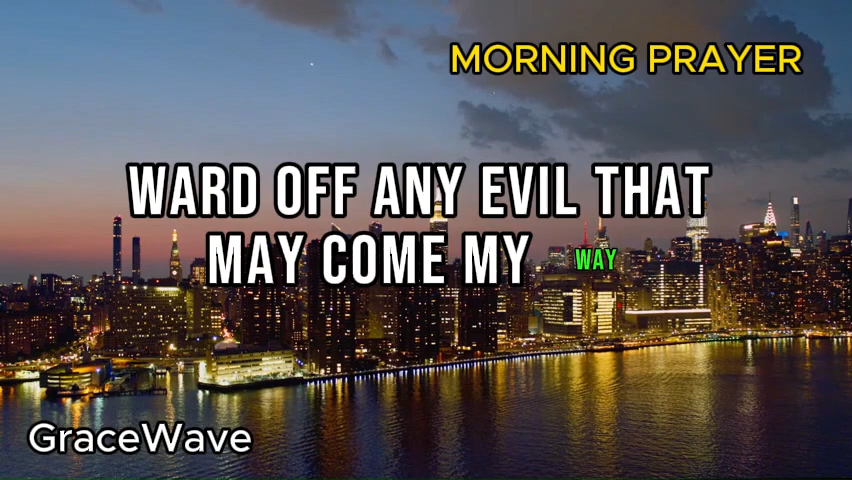 MORNING PRAYER
WARD OFF ANY EVIL THAT
MAY COME MY WAY
GraceWave